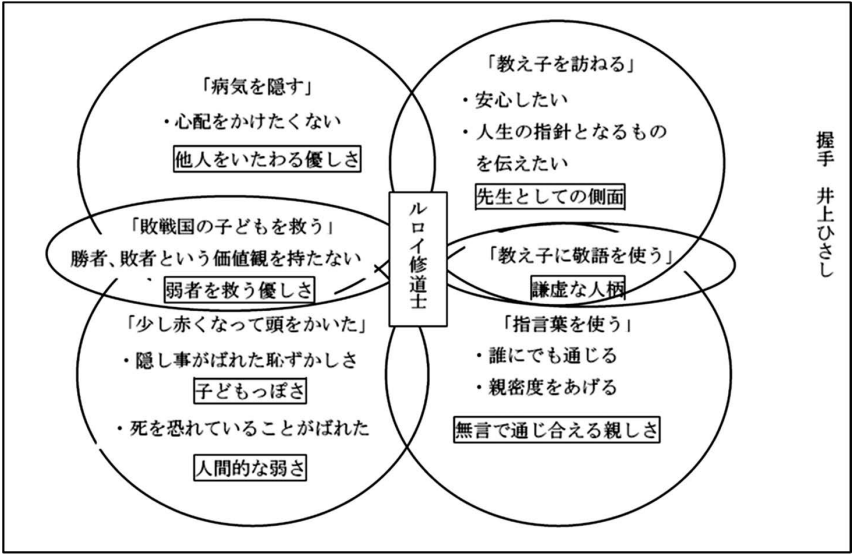 握手 井上ひさし
「教え子を訪ねる」
・安心したい
・人生の指針となるもの
を伝えたい
先生としての側面
「教え子に敬語を使う」
謙虚な人柄
「指言葉を使う」
・誰にでも通じる
・親密度をあげる
無言で通じ合える親しさ
ルロイ修道士
「病気を隠す」
・心配をかけたくない
他人をいたわる優しさ
「敗戦国の子どもを救う」
勝者、敗者という価値観を持たない
弱者を救う優しさ
「少し赤くなって頭をかいた」
・隠し事がばれた恥ずかしさ
子どもっぽさ
・死を恐れていることがばれた
人間的な弱さ